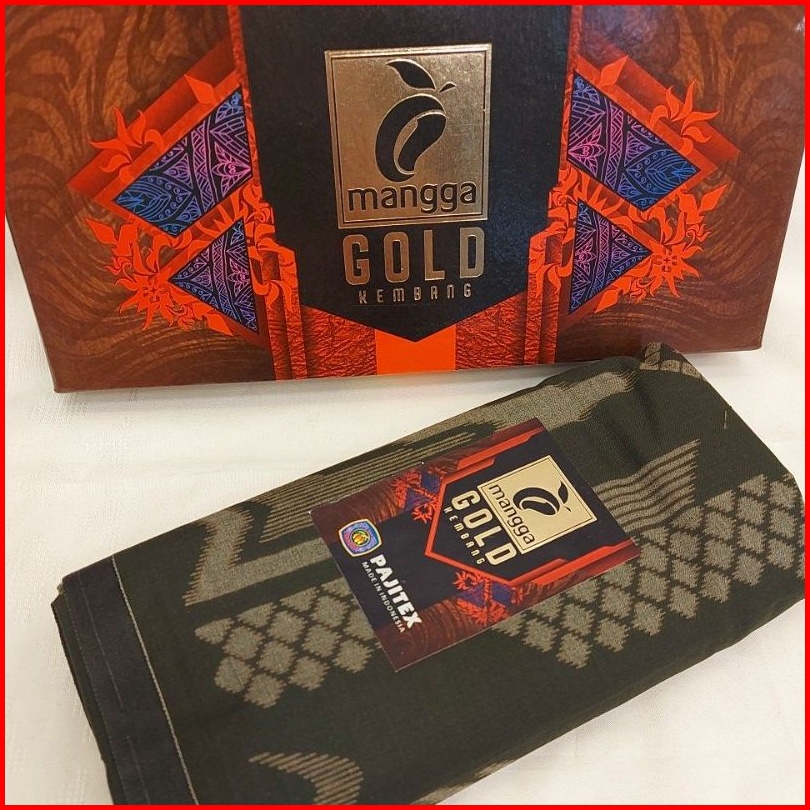 mangga
GOLD
KEMBANG
mangga
GOLD
KEMBANG
PAJITEX
MADE IN INDONESIA